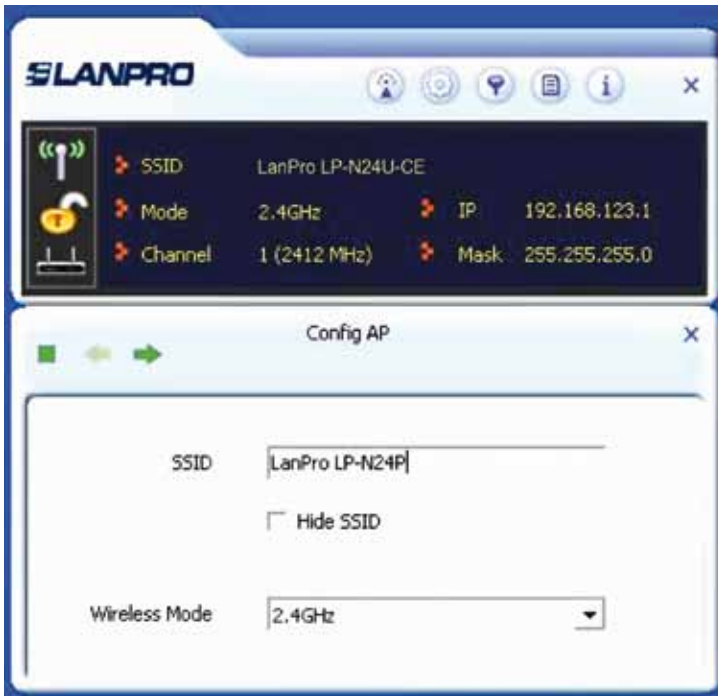 LANPRO
SSID LanPro LP-N24U-CE
Mode 2.4GHz IP 192.168.123.1
Channel 1 (2412 MHz) Mask 255.255.255.0
Config AP
SSID LanPro LP-N24P
Hide SSID
Wireless Mode 2.4GHz